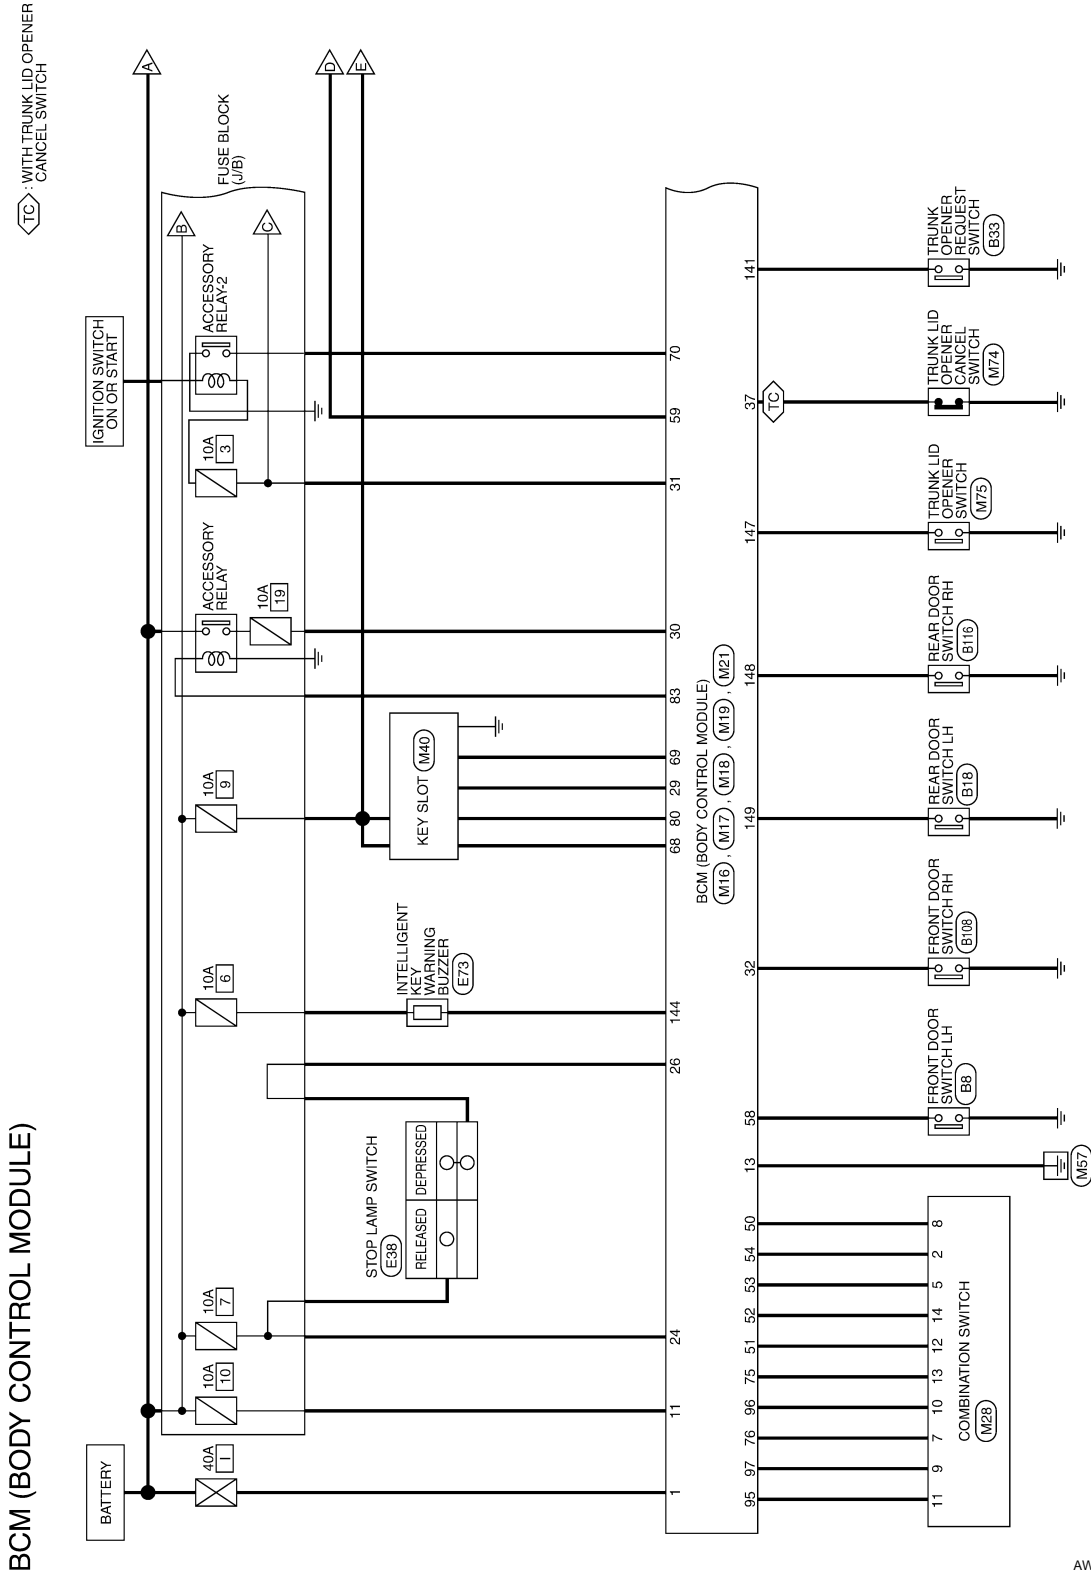 BCM (BODY CONTROL MODULE)
TC : WITH TRUNK LID OPENER
CANCEL SWITCH
BATTERY
IGNITION SWITCH
ON OR START
A
40A
I
10A
10
10A
7
10A
6
10A
9
ACCESSORY
RELAY
10A
19
10A
3
ACCESSORY
RELAY-2
B
C
FUSE BLOCK
(J/B)
D
E
STOP LAMP SWITCH
E38
RELEASED
DEPRESSED
INTELLIGENT
KEY
WARNING
BUZZER
E73
KEY SLOT
M40
1
11
24
26
144
68
80
29
69
83
30
31
59
70
BCM (BODY CONTROL MODULE)
M16 , M17 , M18 , M19 , M21
95
97
76
96
75
51
52
53
54
50
13
58
32
149
148
147
37
141
TC
11
9
7
10
13
12
14
5
2
8
COMBINATION SWITCH
M28
M57
FRONT DOOR
SWITCH LH
B8
FRONT DOOR
SWITCH RH
B108
REAR DOOR
SWITCH LH
B18
REAR DOOR
SWITCH RH
B116
TRUNK LID
OPENER
SWITCH
M75
TRUNK LID
OPENER
CANCEL
SWITCH
M74
TRUNK
OPENER
REQUEST
SWITCH
B33
AW